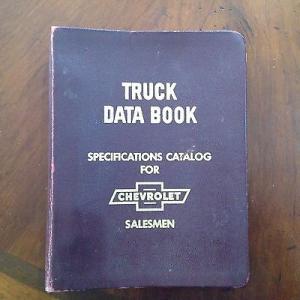 TRUCK
DATA BOOK
SPECIFICATIONS CATALOG
FOR
CHEVROLET
SALESMEN